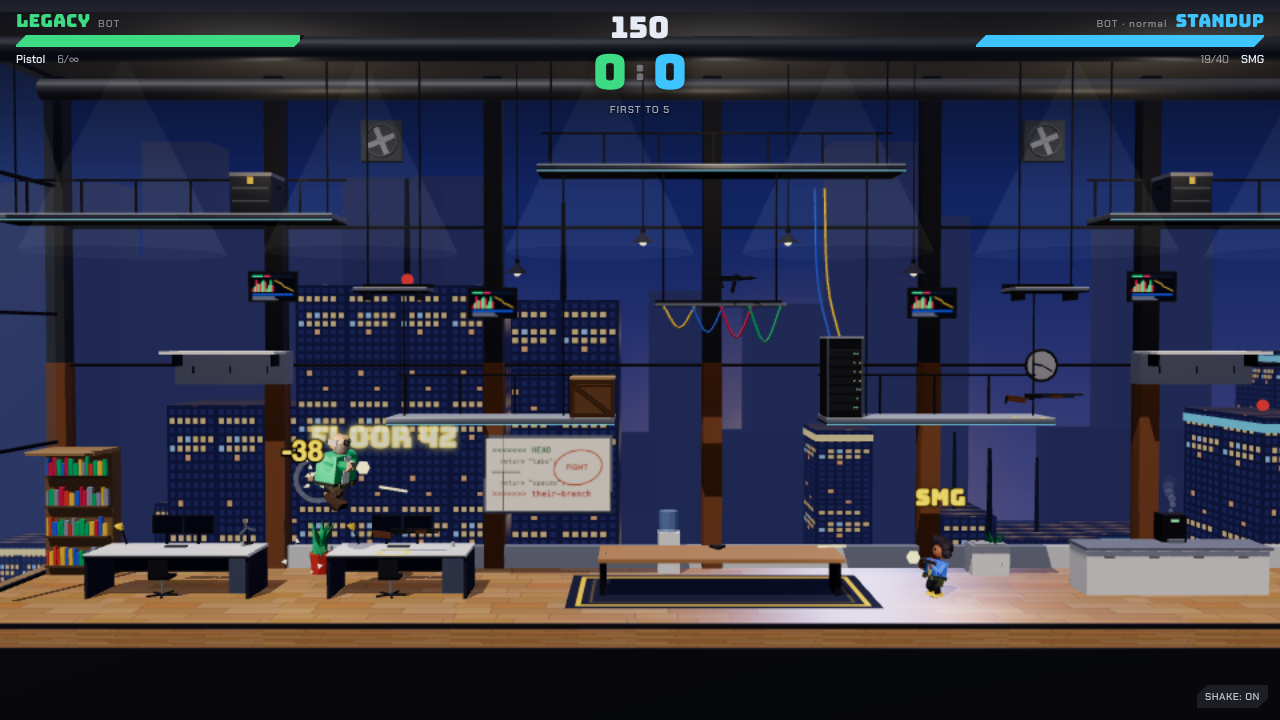 LEGACY BOT
150
BOT · normal STANDUP
Pistol 6/∞
0 : 0
19/40 SMG
FIRST TO 5
FLOOR 42
-38
<<<<<<< HEAD
return "tabs"
FIGHT
=======
return "spaces"
>>>>>>> their-branch
SMG
SHAKE: ON